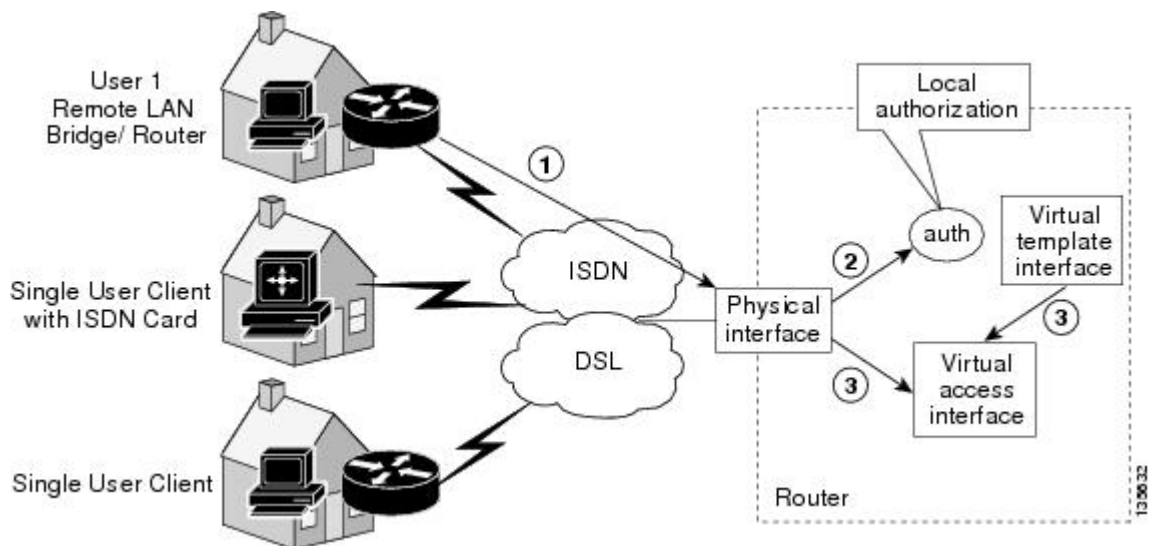 User 1
Remote LAN
Bridge/ Router
1
Local
authorization
ISDN
2
auth
Virtual
template
interface
Single User Client
with ISDN Card
Physical
interface
3
DSL
3
Virtual
access
interface
Single User Client
Router
135632